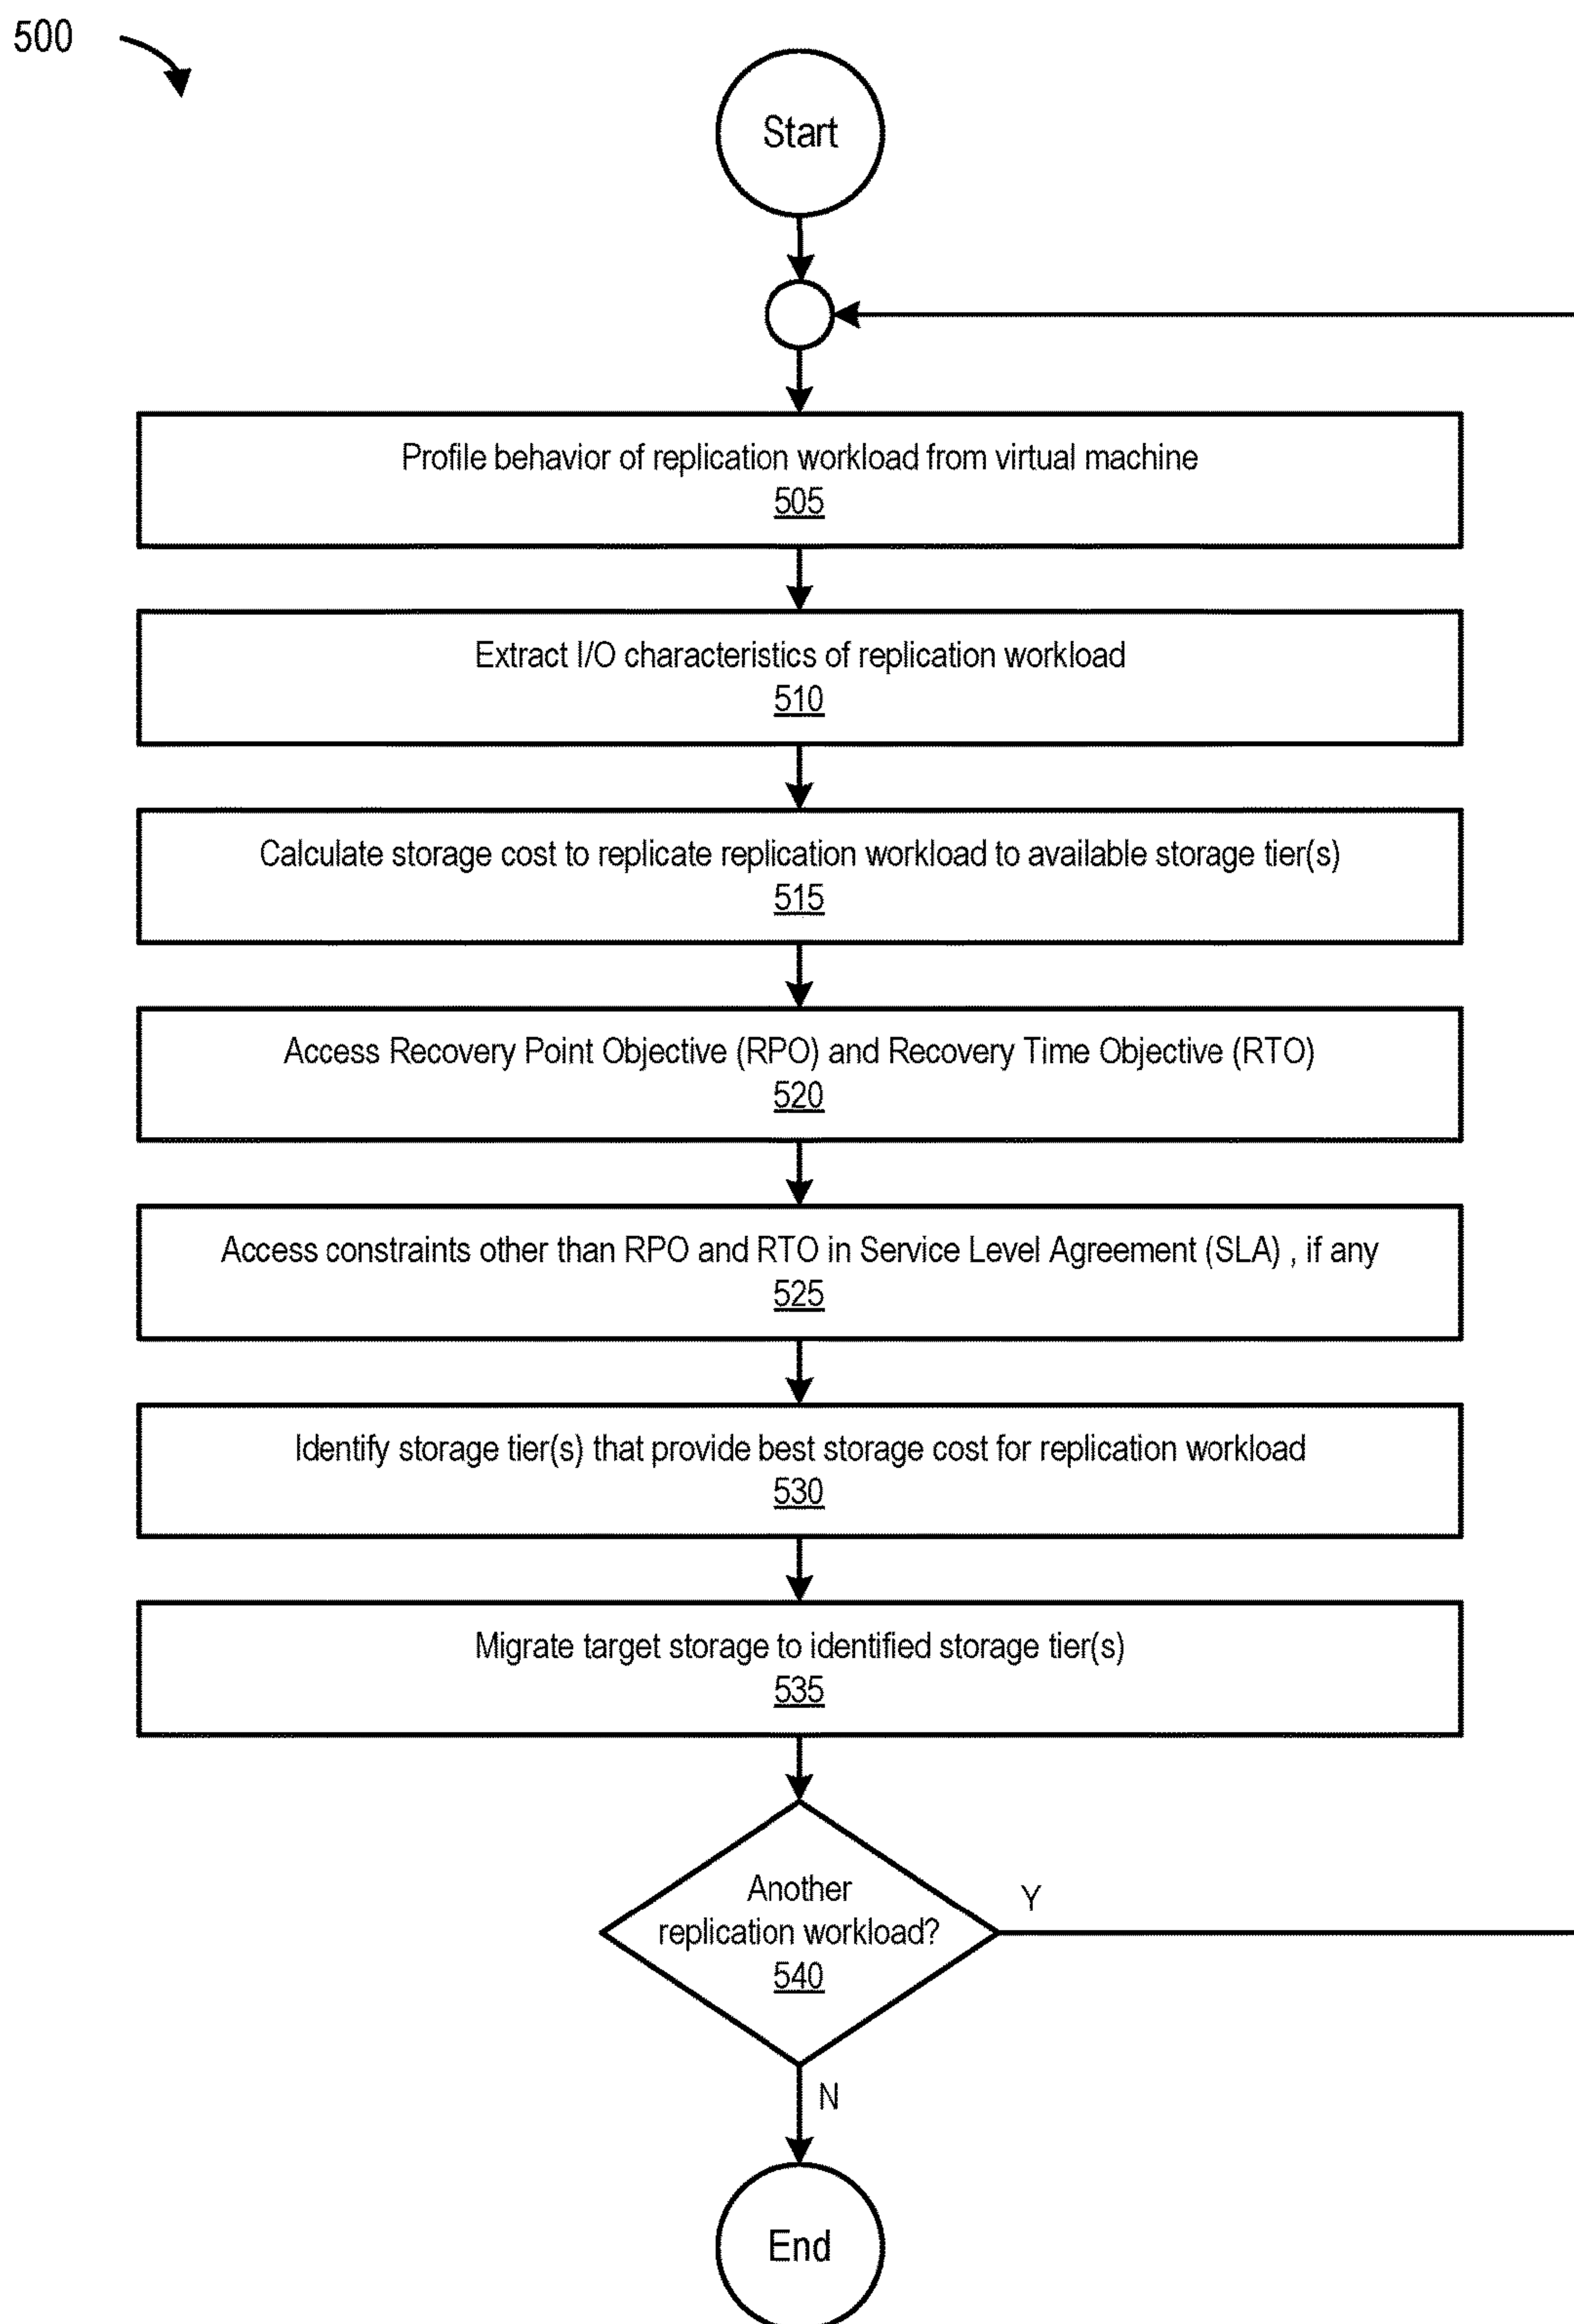 500
Start
Profile behavior of replication workload from virtual machine
505
Extract I/O characteristics of replication workload
510
Calculate storage cost to replicate replication workload to available storage tier(s)
515
Access Recovery Point Objective (RPO) and Recovery Time Objective (RTO)
520
Access constraints other than RPO and RTO in Service Level Agreement (SLA) , if any
525
Identify storage tier(s) that provide best storage cost for replication workload
530
Migrate target storage to identified storage tier(s)
535
Another
replication workload?
540
Y
N
End